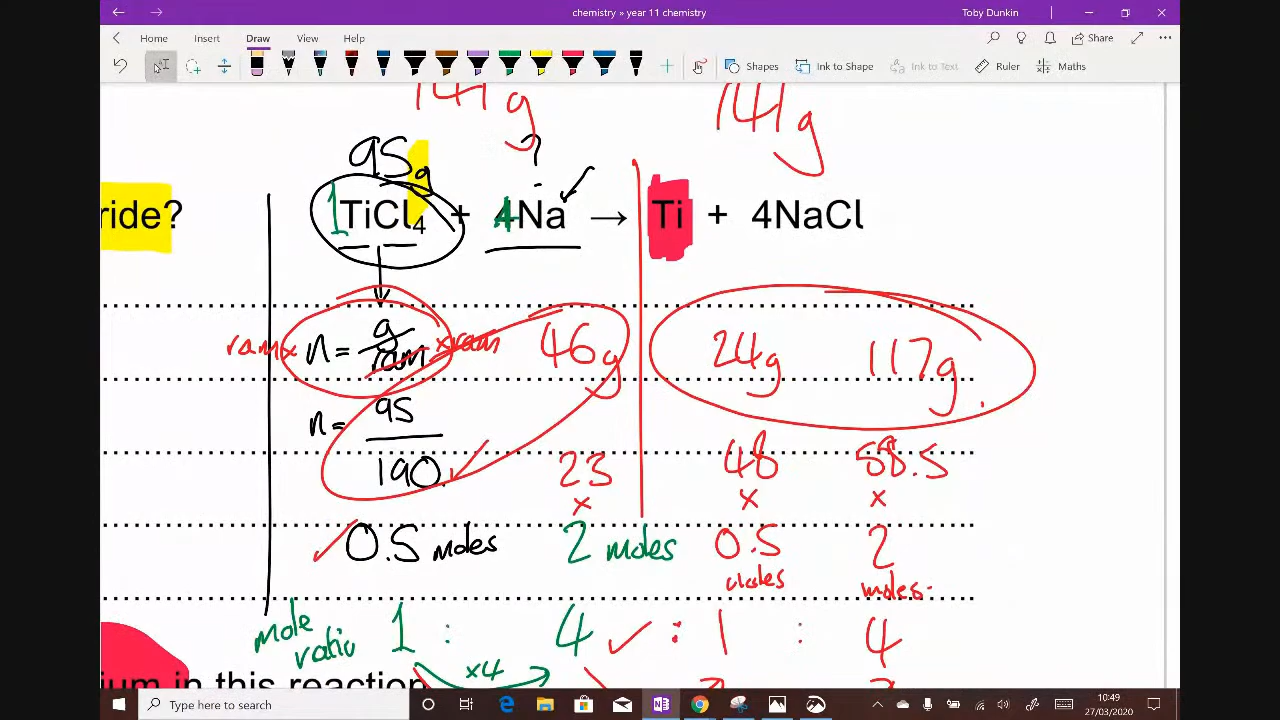 chemistry » year 11 chemistry
Toby Dunkin
Home Insert Draw View Help
Share
Shapes Ink to Shape Ink to Text Ruler Maths
141g 141g
95g ?
ride? 1TiCl4 + 4Na → Ti + 4NaCl
ram x n = g/ram x ram 46g 24g 117g.
n = 95
190. 23 48 58.5
x x x
0.5 moles 2 moles 0.5 2
moles moles.
mole ratio 1 : 4 : 1 : 4
x4
ium in this reaction
Type here to search
10:49
27/03/2020